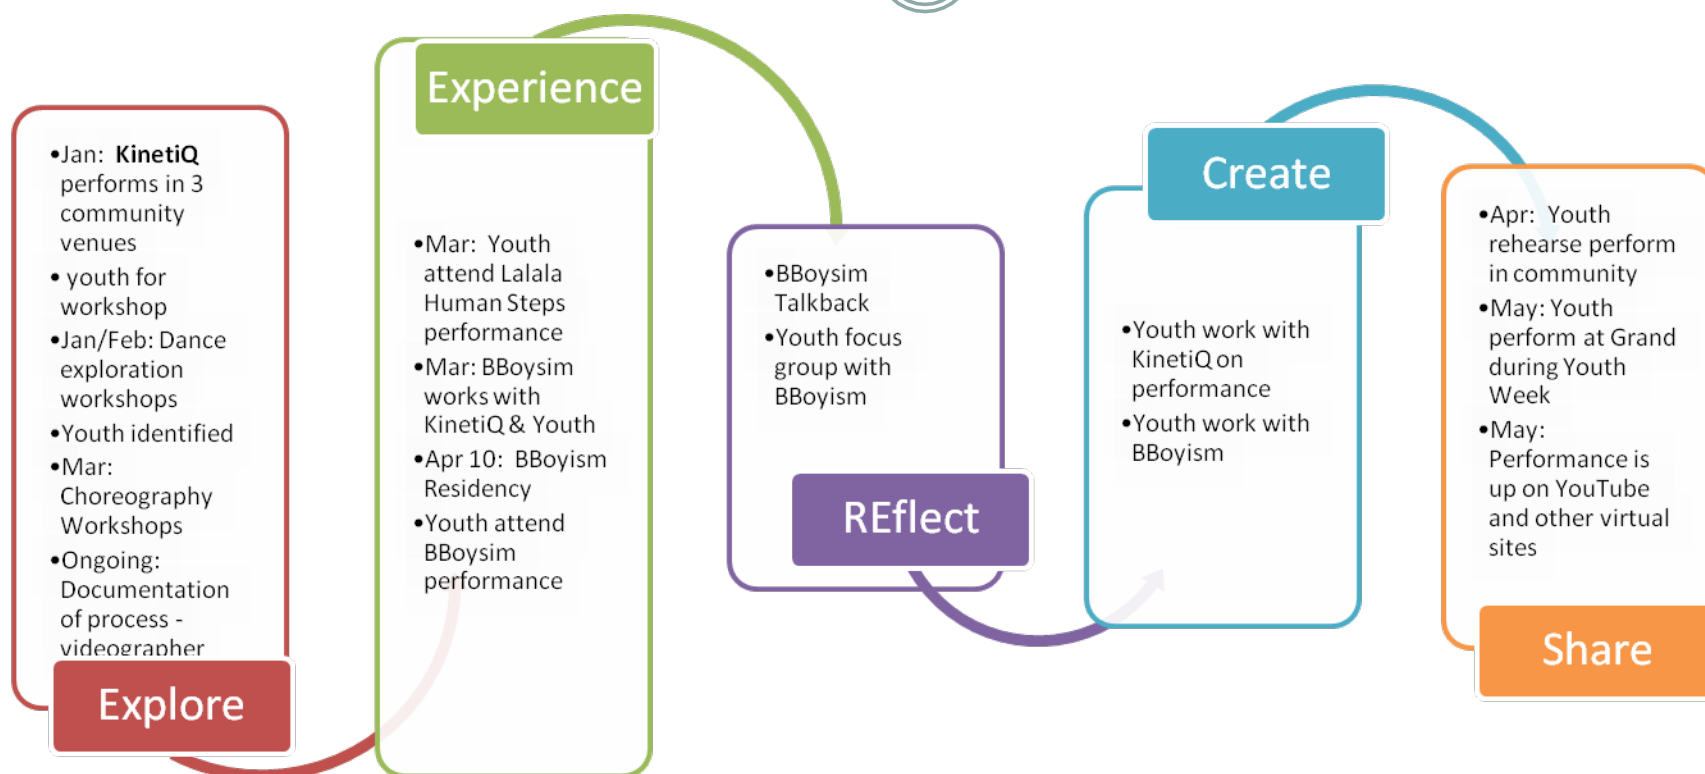 •Jan:  KinetiQ
performs in 3
community
venues
• youth for
workshop
•Jan/Feb: Dance
exploration
workshops
•Youth identified
•Mar:
Choreography
Workshops
•Ongoing:
Documentation
of process -
videographer
Explore
Experience
•Mar:  Youth
attend Lalala
Human Steps
performance
•Mar: BBoysim
works with
KinetiQ & Youth
•Apr 10:  BBoyism
Residency
•Youth attend
BBoysim
performance
•BBoysim
Talkback
•Youth focus
group with
BBoyism
REflect
Create
•Youth work with
KinetiQ on
performance
•Youth work with
BBoyism
•Apr:  Youth
rehearse perform
in community
•May: Youth
perform at Grand
during Youth
Week
•May:
Performance is
up on YouTube
and other virtual
sites
Share